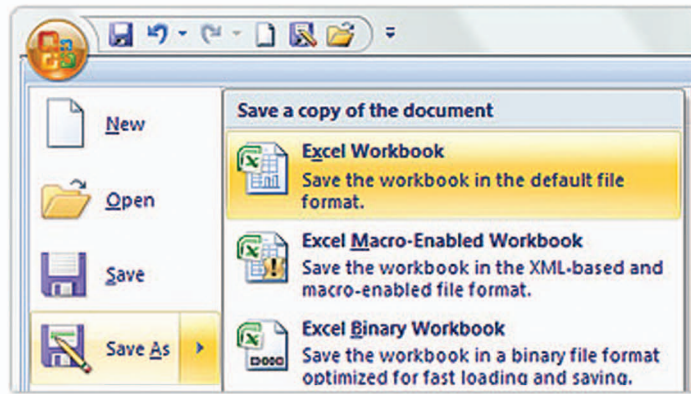 New
Open
Save
Save As
Save a copy of the document
Excel Workbook
Save the workbook in the default file
format.
Excel Macro-Enabled Workbook
Save the workbook in the XML-based and
macro-enabled file format.
Excel Binary Workbook
Save the workbook in a binary file format
optimized for fast loading and saving.